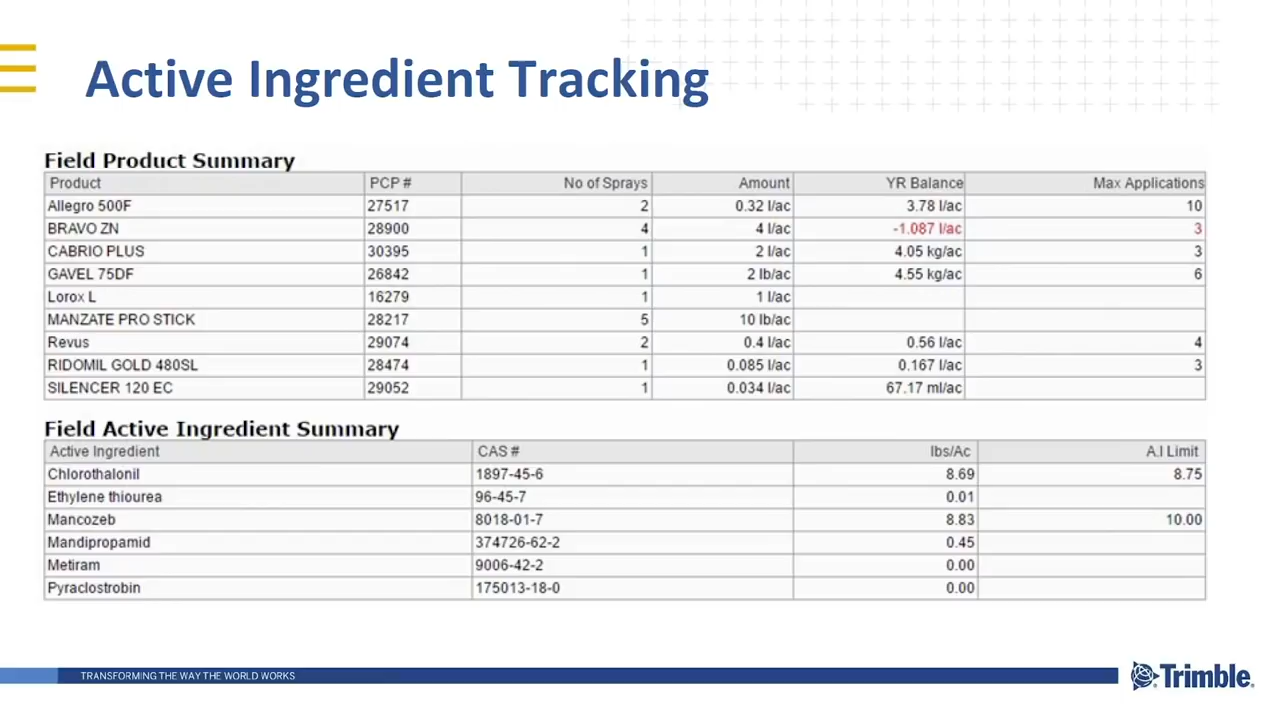 Active Ingredient Tracking
Field Product Summary
Product PCP # No of Sprays Amount YR Balance Max Applications
Allegro 500F 27517 2 0.32 l/ac 3.78 l/ac 10
BRAVO ZN 28900 4 4 l/ac -1.087 l/ac 3
CABRIO PLUS 30395 1 2 l/ac 4.05 kg/ac 3
GAVEL 75DF 26842 1 2 lb/ac 4.55 kg/ac 6
Lorox L 16279 1 1 l/ac
MANZATE PRO STICK 28217 5 10 lb/ac
Revus 29074 2 0.4 l/ac 0.56 l/ac 4
RIDOMIL GOLD 480SL 28474 1 0.085 l/ac 0.167 l/ac 3
SILENCER 120 EC 29052 1 0.034 l/ac 67.17 ml/ac
Field Active Ingredient Summary
Active Ingredient CAS # lbs/Ac A.I Limit
Chlorothalonil 1897-45-6 8.69 8.75
Ethylene thiourea 96-45-7 0.01
Mancozeb 8018-01-7 8.83 10.00
Mandipropamid 374726-62-2 0.45
Metiram 9006-42-2 0.00
Pyraclostrobin 175013-18-0 0.00
TRANSFORMING THE WAY THE WORLD WORKS
Trimble